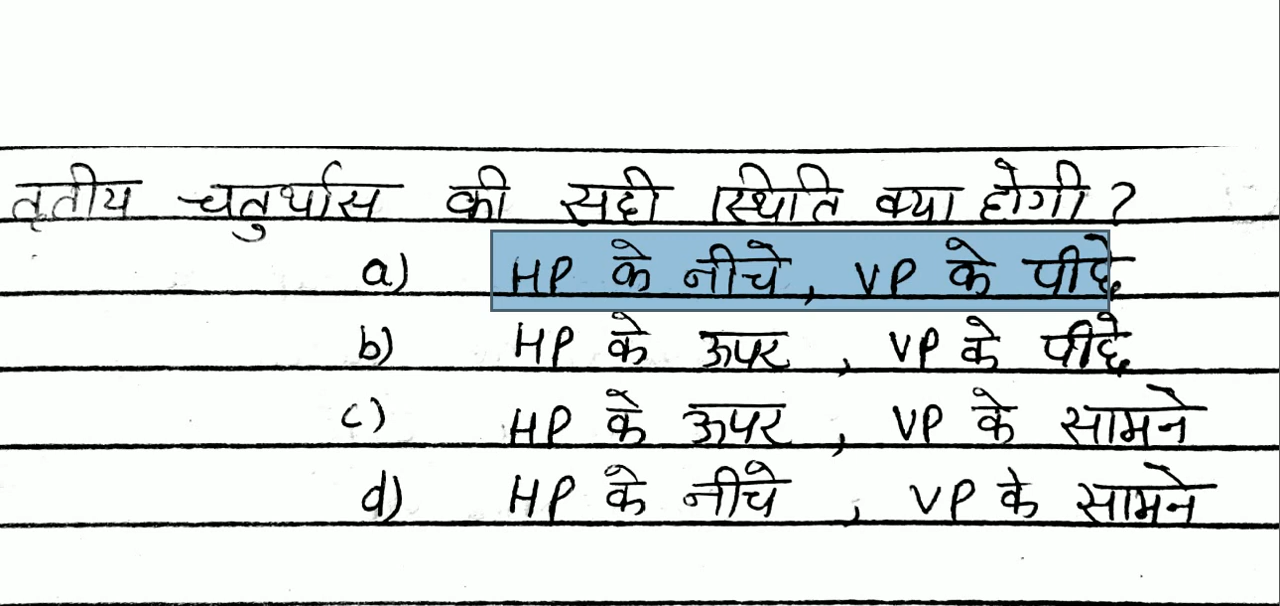 तृतीय चतुर्थास की सही स्थिति क्या होगी ?
a) HP के नीचे, VP के पीछे
b) HP के ऊपर, VP के पीछे
c) HP के ऊपर, VP के सामने
d) HP के नीचे, VP के सामने